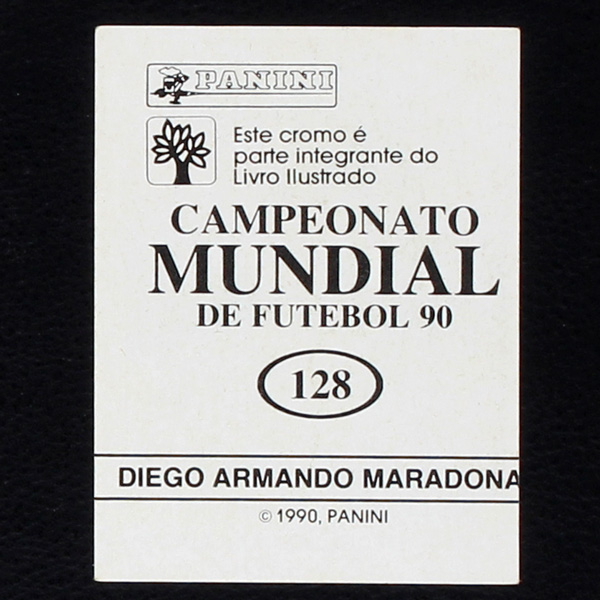 PANINI
Este cromo é
parte integrante do
Livro Ilustrado
CAMPEONATO
MUNDIAL
DE FUTEBOL 90
128
DIEGO ARMANDO MARADONA
© 1990, PANINI